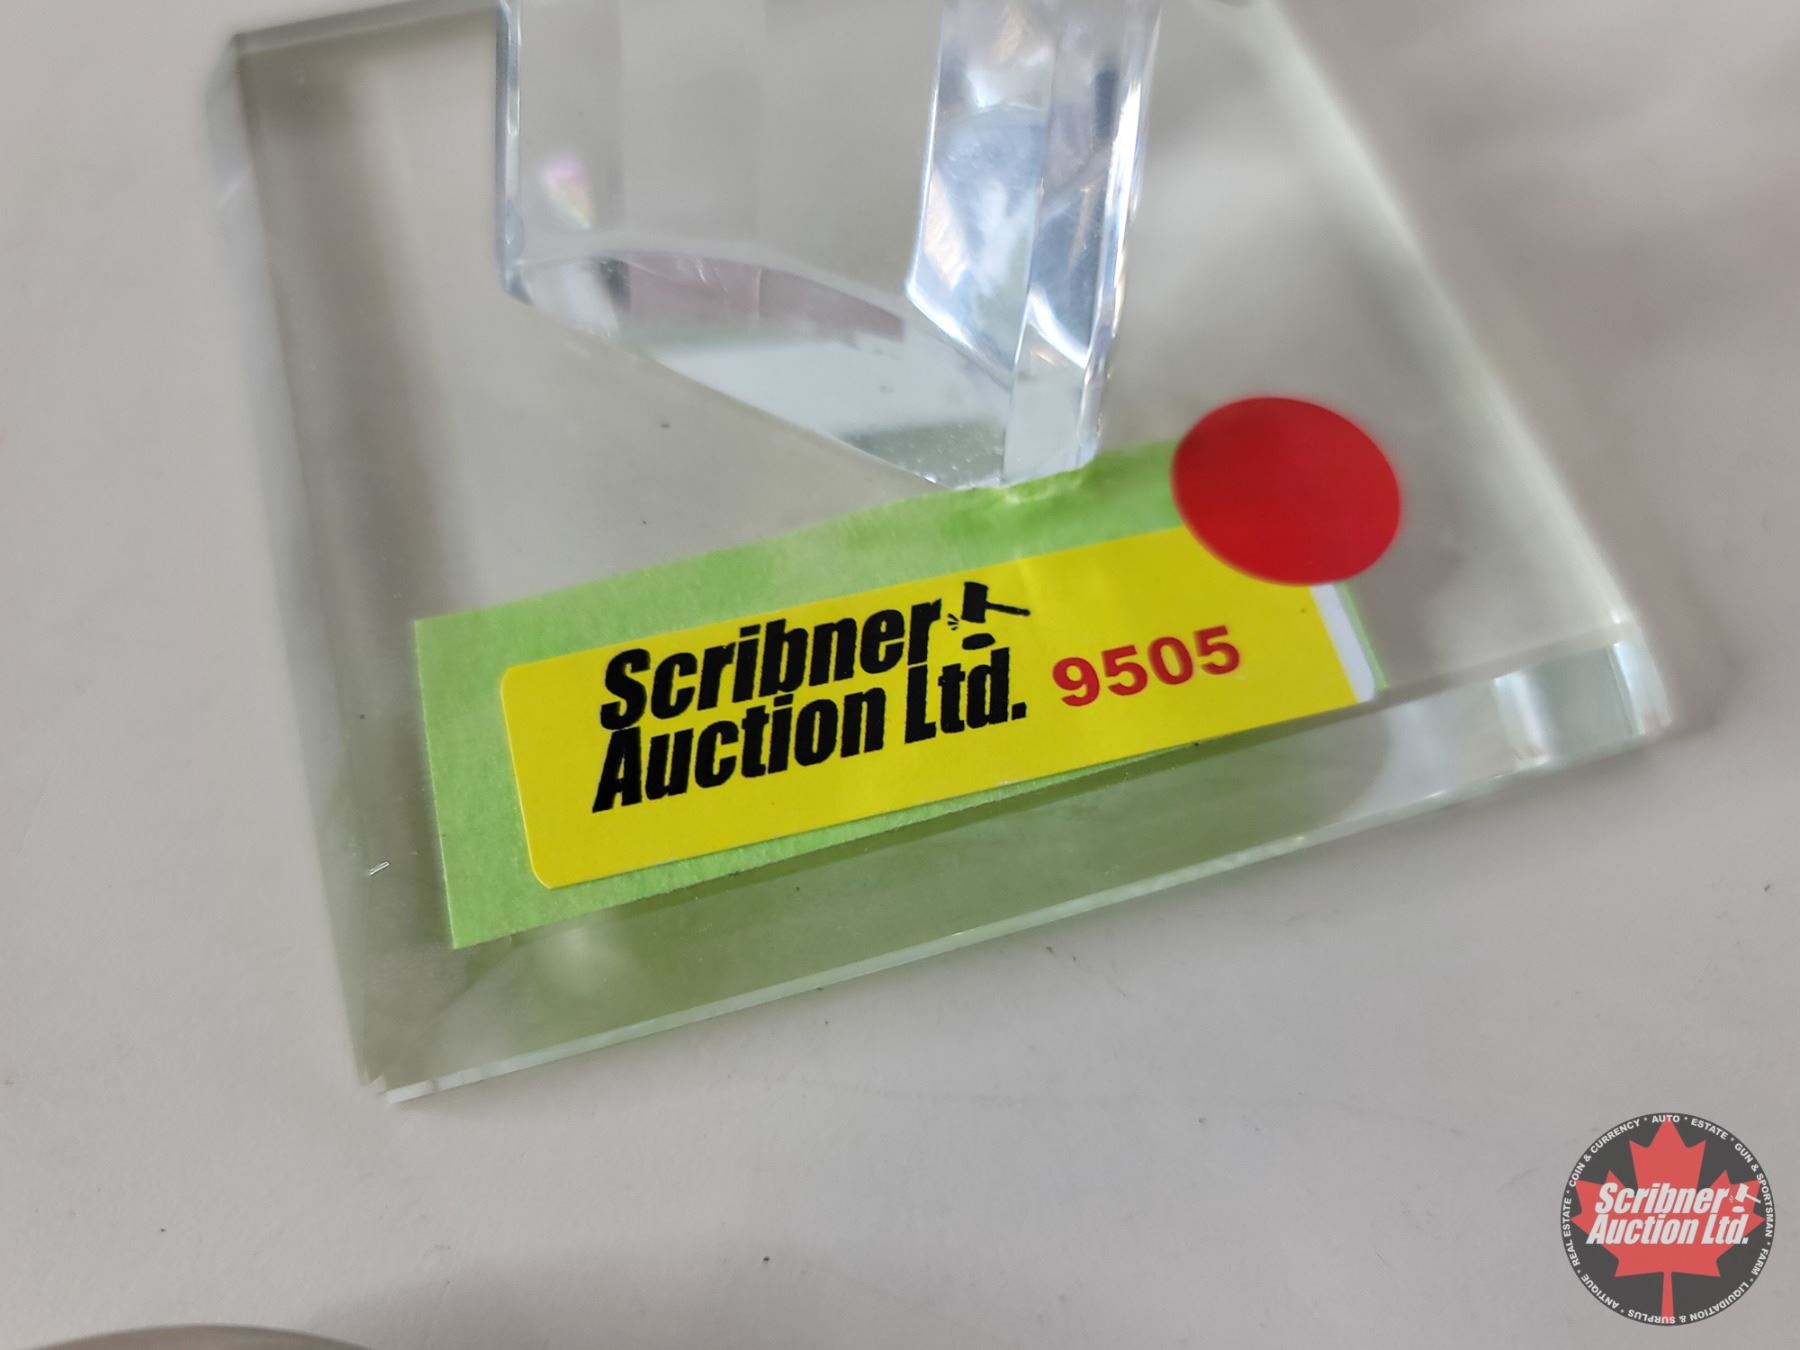 Scribner
Auction Ltd. 9505
COIN & CURRENCY * AUTO * ESTATE * GUN & SPORTSMAN * FARM * LIQUIDATION & SURPLUS * ANTIQUE * REAL ESTATE *
Scribner
Auction Ltd.